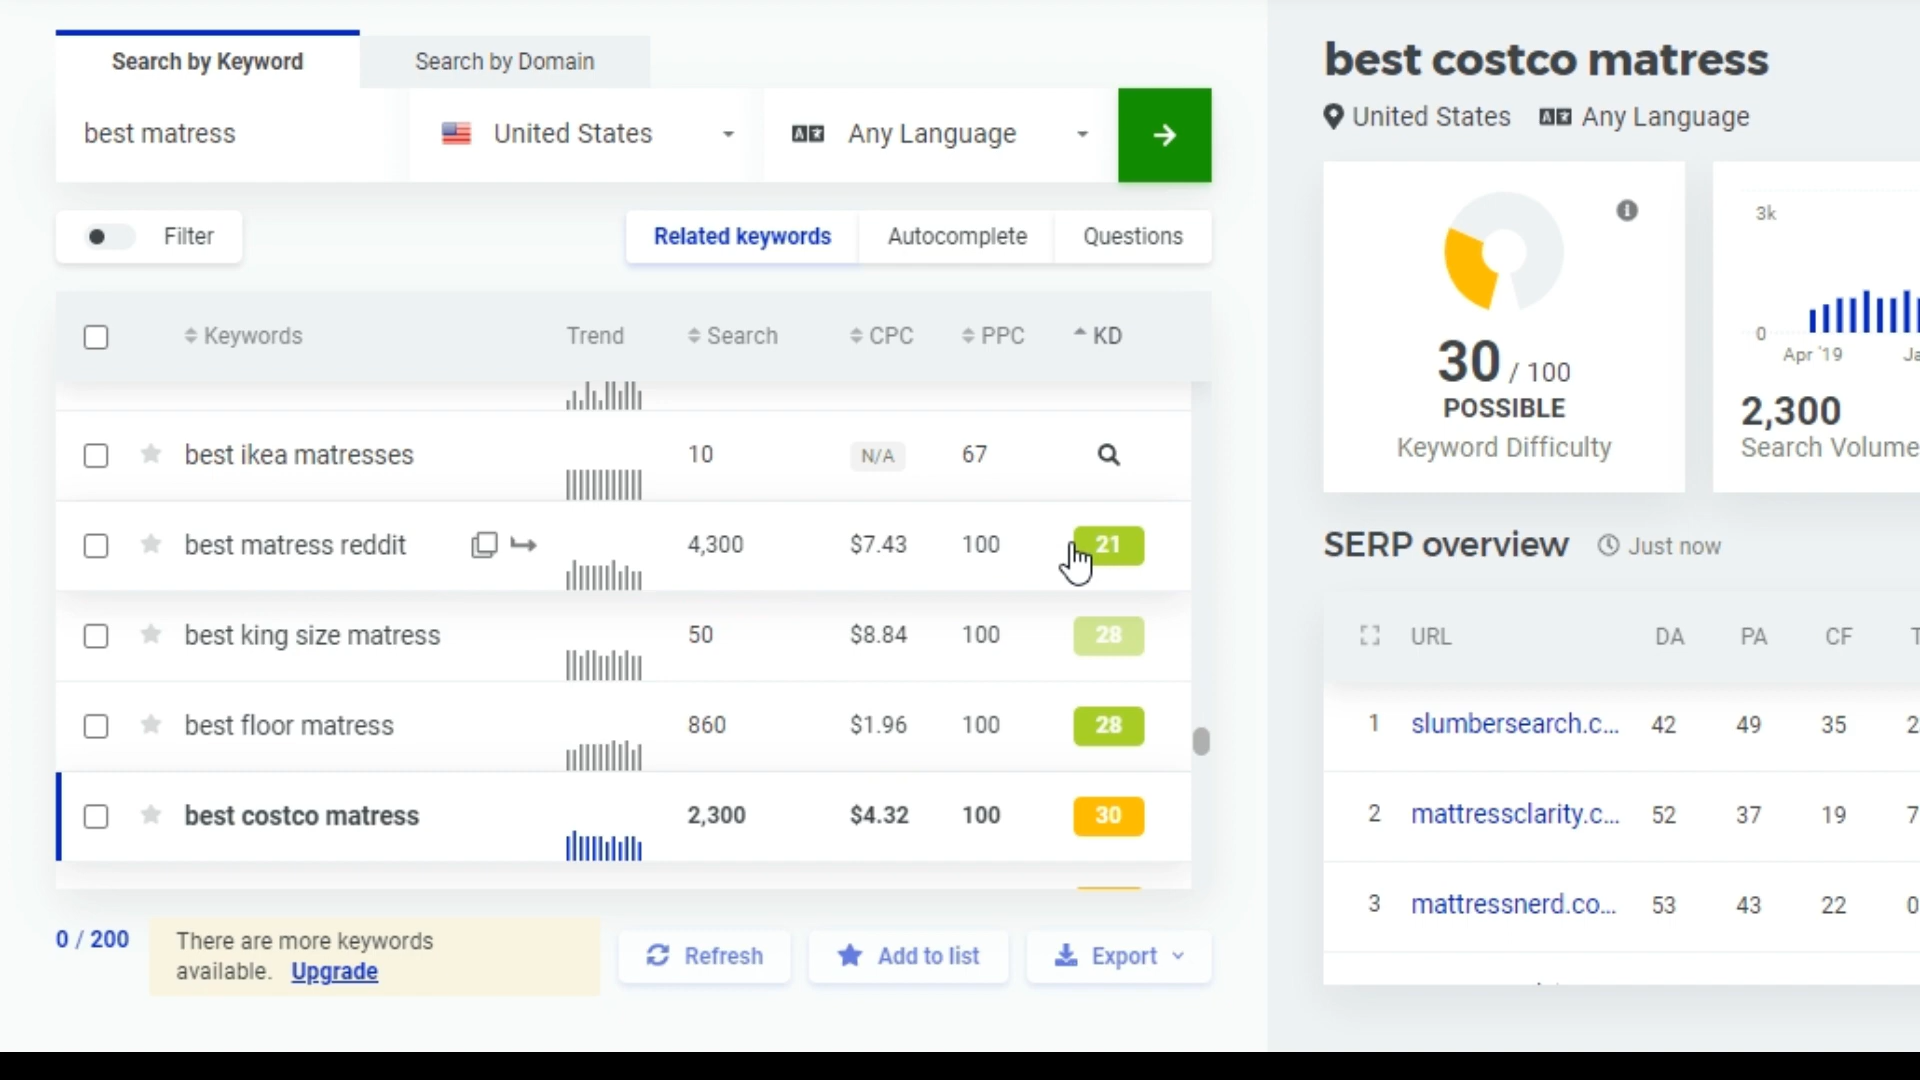 Search by Keyword
Search by Domain
best matress
United States
Any Language
Filter
Related keywords
Autocomplete
Questions
Keywords Trend Search CPC PPC KD
best ikea matresses 10 N/A 67
best matress reddit 4,300 $7.43 100 21
best king size matress 50 $8.84 100 28
best floor matress 860 $1.96 100 28
best costco matress 2,300 $4.32 100 30
0 / 200
There are more keywords
available. Upgrade
Refresh
Add to list
Export
best costco matress
United States Any Language
30 / 100
POSSIBLE
Keyword Difficulty
3k
0
Apr '19
2,300
Search Volume
SERP overview Just now
URL DA PA CF
1 slumbersearch.c... 42 49 35
2 mattressclarity.c... 52 37 19
3 mattressnerd.co... 53 43 22